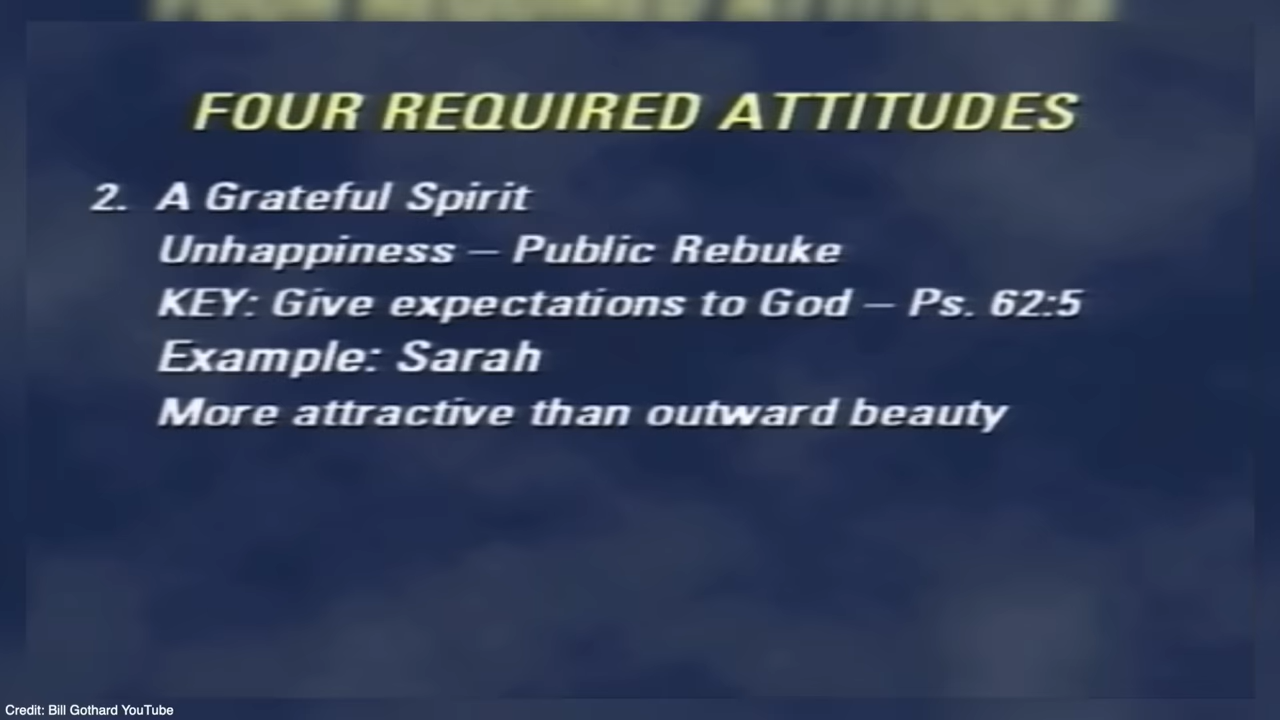 FOUR REQUIRED ATTITUDES
2. A Grateful Spirit
Unhappiness – Public Rebuke
KEY: Give expectations to God – Ps. 62:5
Example: Sarah
More attractive than outward beauty
Credit: Bill Gothard YouTube